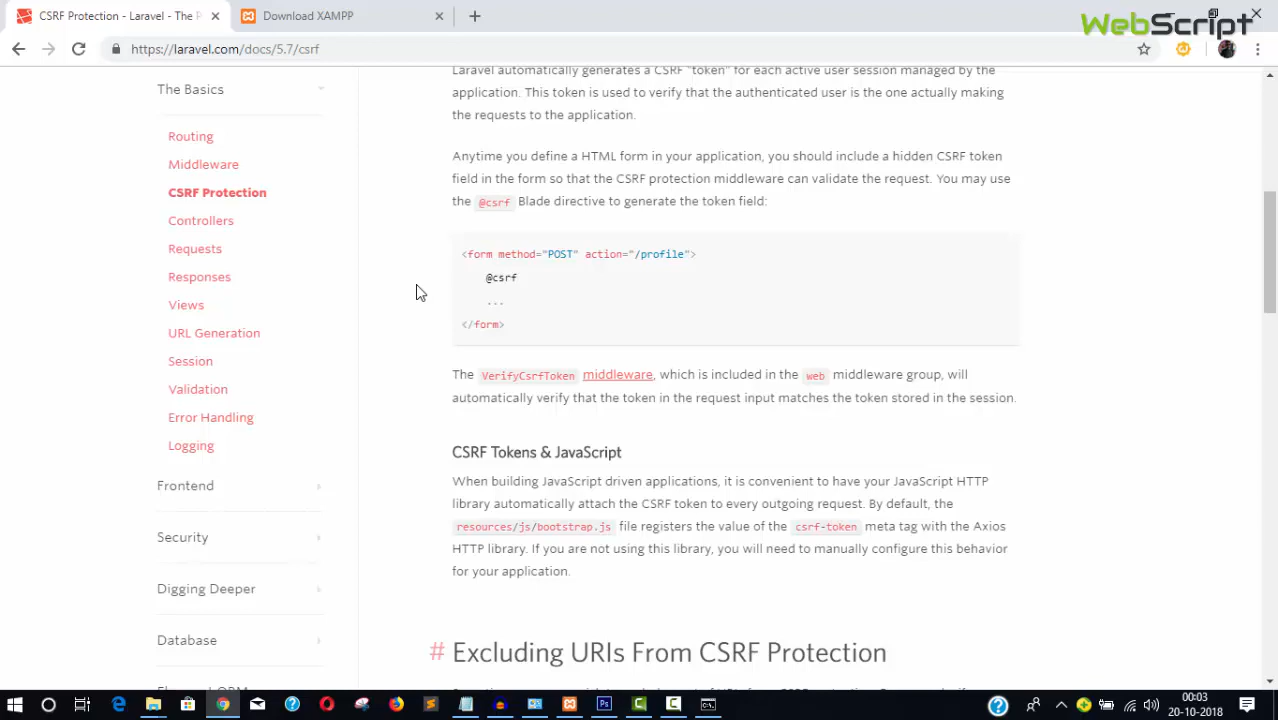 CSRF Protection - Laravel - The P
Download XAMPP
WebScript
https://laravel.com/docs/5.7/csrf
The Basics
Routing
Middleware
CSRF Protection
Controllers
Requests
Responses
Views
URL Generation
Session
Validation
Error Handling
Logging
Frontend
Security
Digging Deeper
Database
Laravel automatically generates a CSRF "token" for each active user session managed by the
application. This token is used to verify that the authenticated user is the one actually making
the requests to the application.
Anytime you define a HTML form in your application, you should include a hidden CSRF token
field in the form so that the CSRF protection middleware can validate the request. You may use
the @csrf Blade directive to generate the token field:
<form method="POST" action="/profile">
@csrf
...
</form>
The VerifyCsrfToken middleware, which is included in the web middleware group, will
automatically verify that the token in the request input matches the token stored in the session.
CSRF Tokens & JavaScript
When building JavaScript driven applications, it is convenient to have your JavaScript HTTP
library automatically attach the CSRF token to every outgoing request. By default, the
resources/js/bootstrap.js file registers the value of the csrf-token meta tag with the Axios
HTTP library. If you are not using this library, you will need to manually configure this behavior
for your application.
# Excluding URIs From CSRF Protection
00:03
20-10-2018